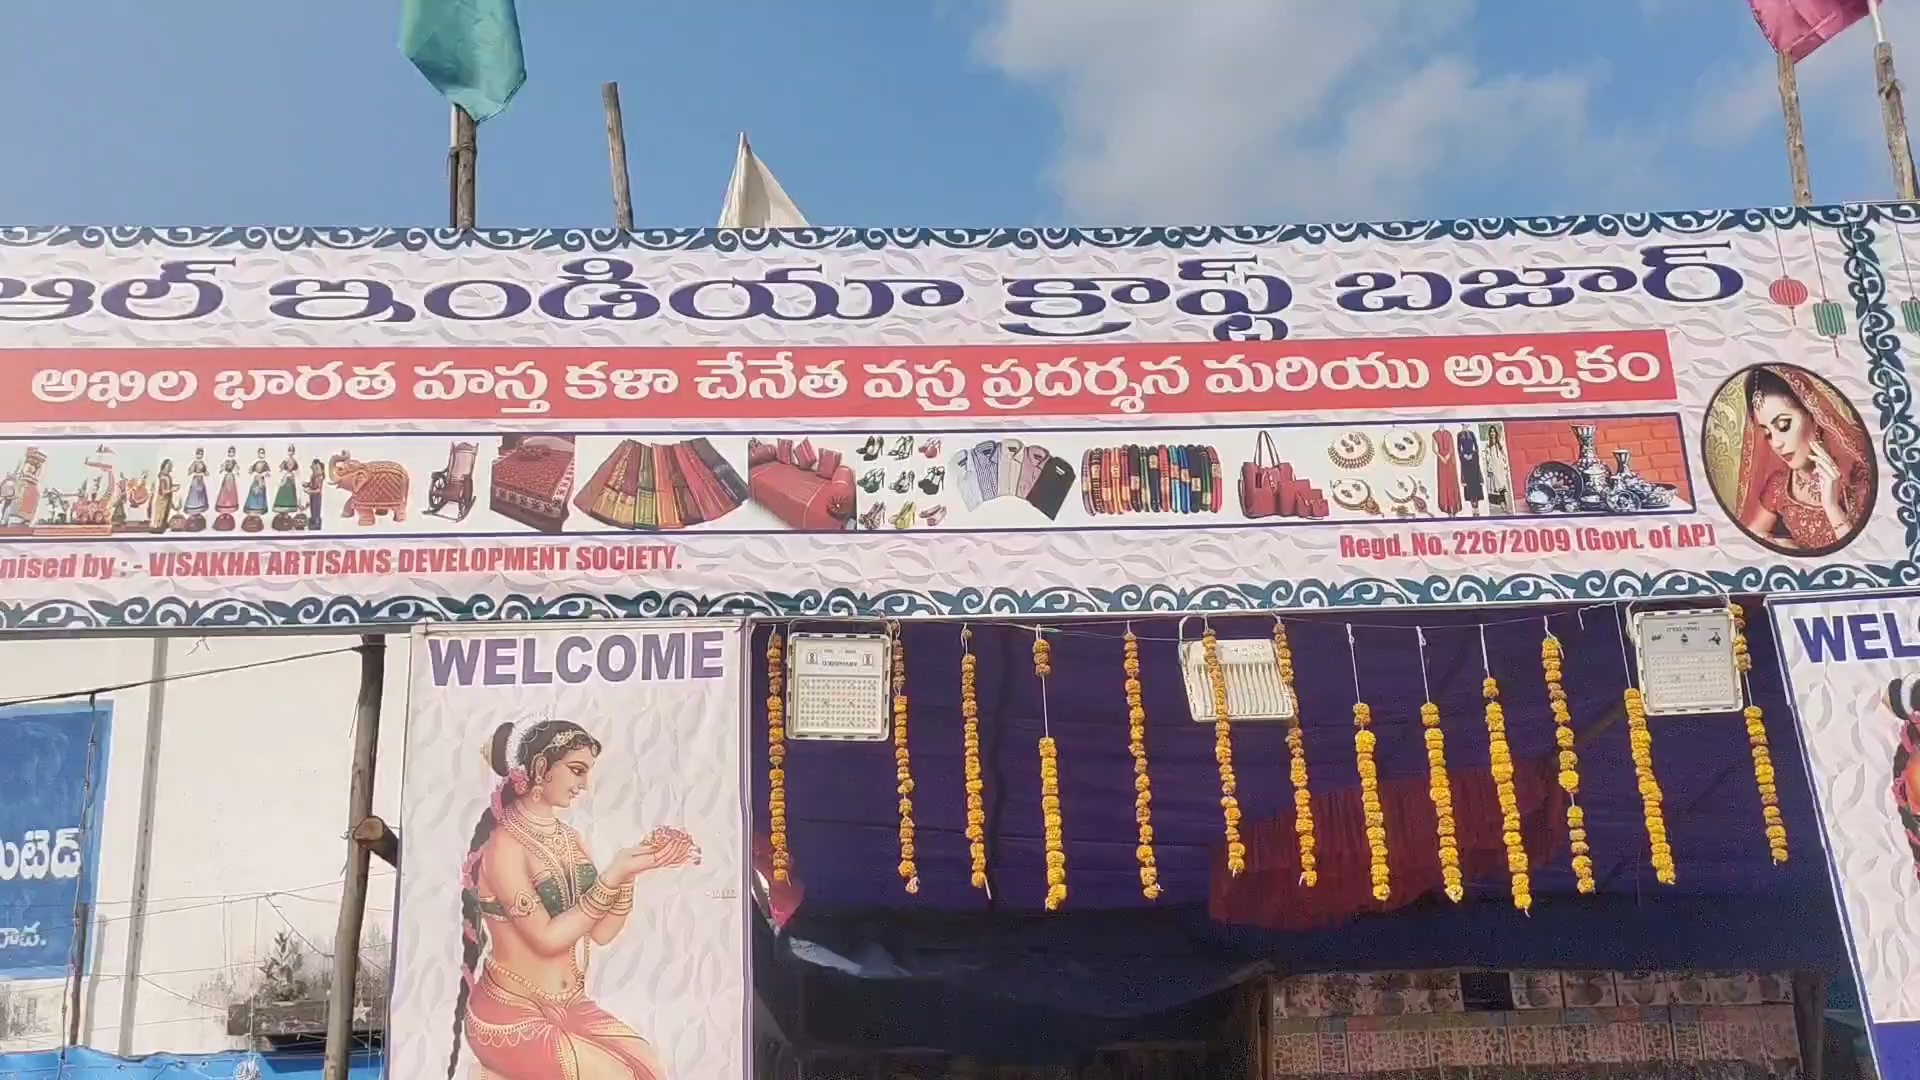 ఆల్ ఇండియా క్రాఫ్ట్ బజార్
అఖిల భారత హస్త కళా చేనేత వస్త్ర ప్రదర్శన మరియు అమ్మకం
nised by : - VISAKHA ARTISANS DEVELOPMENT SOCIETY.
Regd. No. 226/2009 (Govt. of AP)
WELCOME
WEL
మిటెడ్
వాడ.